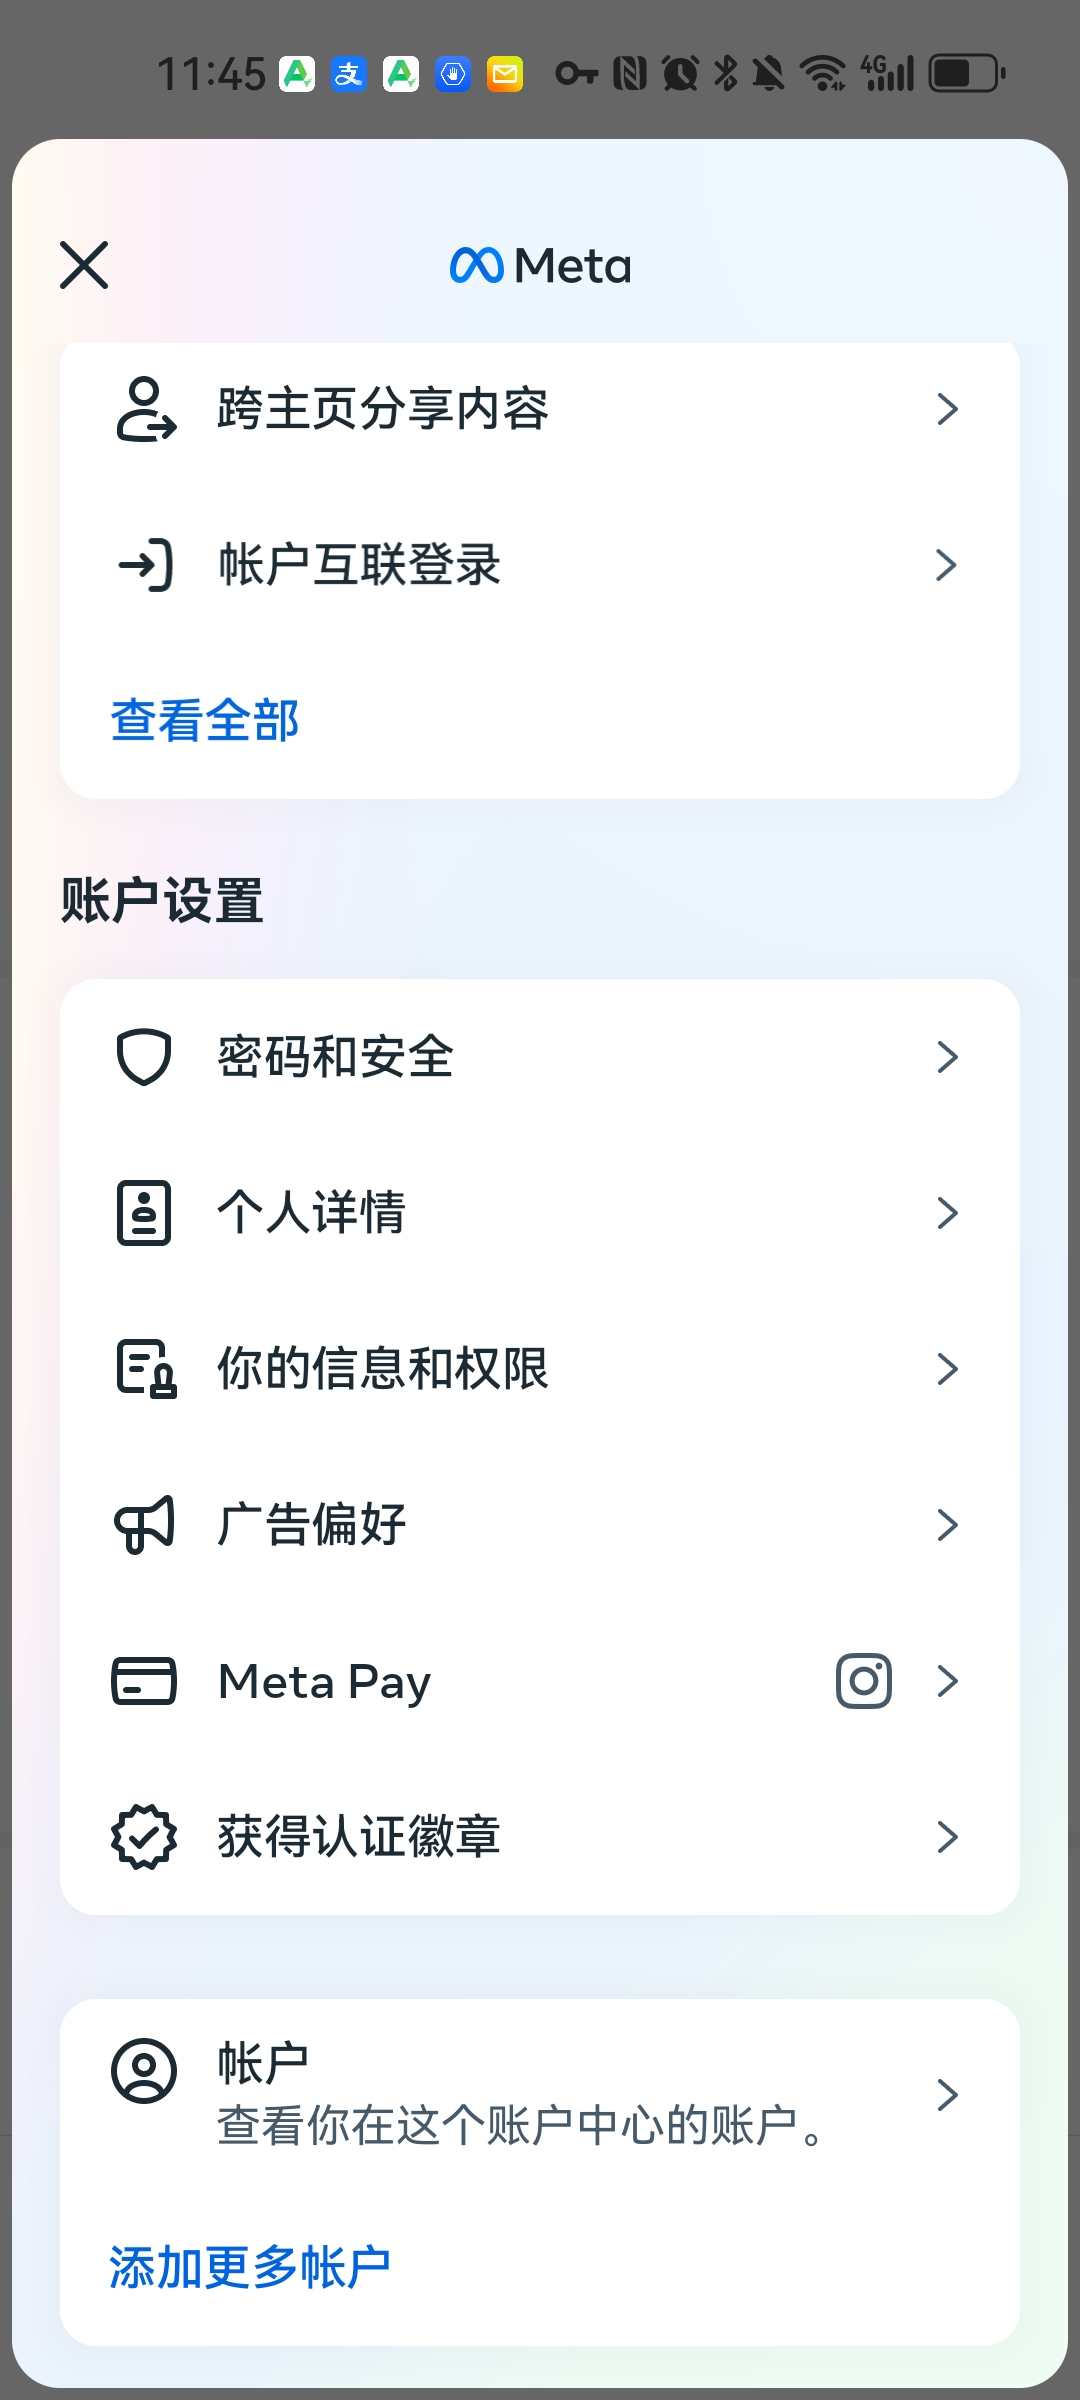 11:45
4G
Meta
跨主页分享内容
帐户互联登录
查看全部
账户设置
密码和安全
个人详情
你的信息和权限
广告偏好
Meta Pay
获得认证徽章
帐户
查看你在这个账户中心的账户。
添加更多帐户